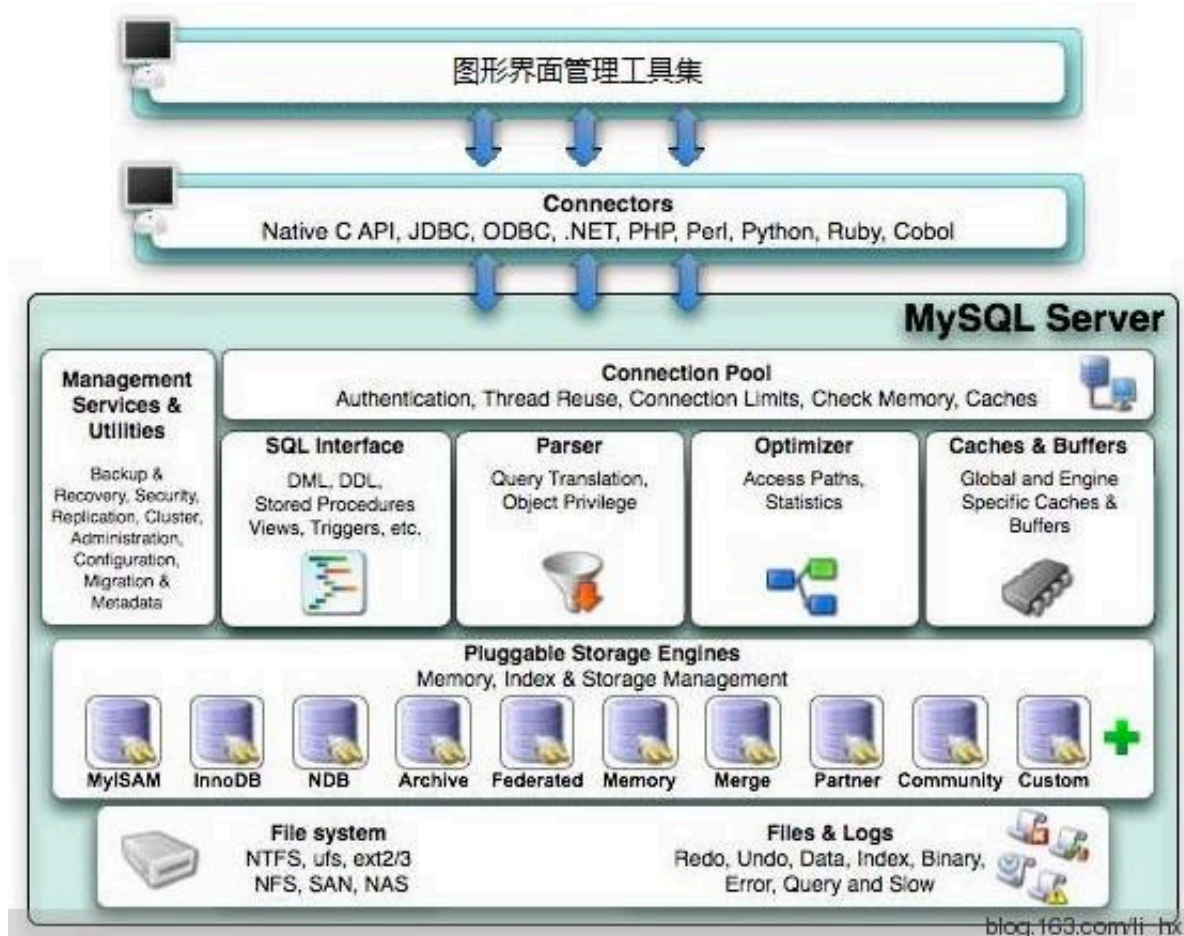 图形界面管理工具集
Connectors
Native C API, JDBC, ODBC, .NET, PHP, Perl, Python, Ruby, Cobol
MySQL Server
Management
Services &
Utilities
Backup &
Recovery, Security,
Replication, Cluster,
Administration,
Configuration,
Migration &
Metadata
Connection Pool
Authentication, Thread Reuse, Connection Limits, Check Memory, Caches
SQL Interface
DML, DDL,
Stored Procedures
Views, Triggers, etc.
Parser
Query Translation,
Object Privilege
Optimizer
Access Paths,
Statistics
Caches & Buffers
Global and Engine
Specific Caches &
Buffers
Pluggable Storage Engines
Memory, Index & Storage Management
MyISAM
InnoDB
NDB
Archive
Federated
Memory
Merge
Partner
Community
Custom
File system
NTFS, ufs, ext2/3
NFS, SAN, NAS
Files & Logs
Redo, Undo, Data, Index, Binary,
Error, Query and Slow
blog.163.com/li_hx